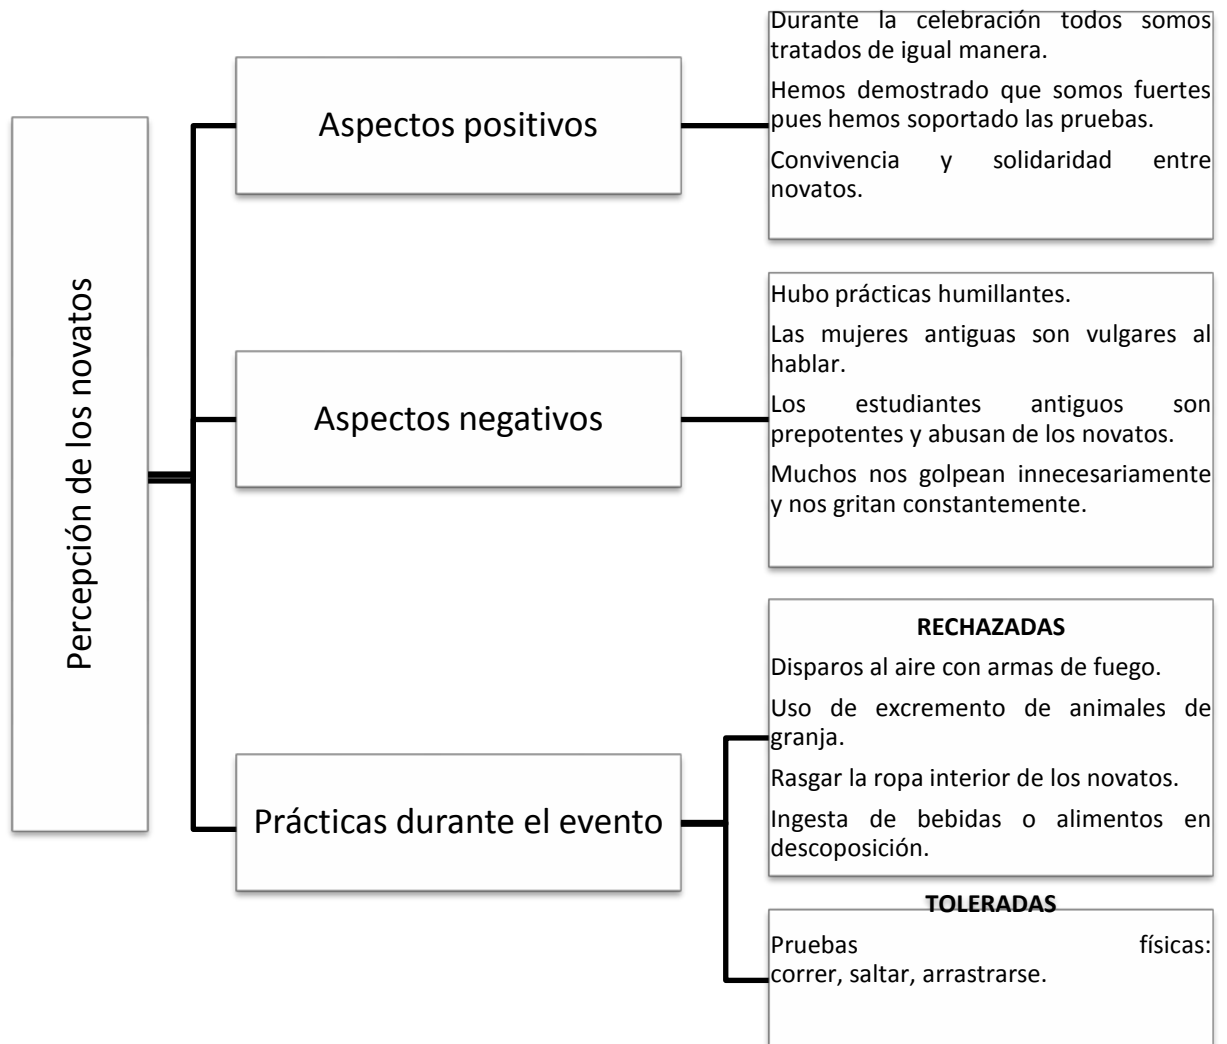 Percepción de los novatos
Aspectos positivos
Durante la celebración todos somos
tratados de igual manera.
Hemos demostrado que somos fuertes
pues hemos soportado las pruebas.
Convivencia y solidaridad entre
novatos.
Aspectos negativos
Hubo prácticas humillantes.
Las mujeres antiguas son vulgares al
hablar.
Los estudiantes antiguos son
prepotentes y abusan de los novatos.
Muchos nos golpean innecesariamente
y nos gritan constantemente.
Prácticas durante el evento
RECHAZADAS
Disparos al aire con armas de fuego.
Uso de excremento de animales de
granja.
Rasgar la ropa interior de los novatos.
Ingesta de bebidas o alimentos en
descoposición.
TOLERADAS
Pruebas físicas:
correr, saltar, arrastrarse.